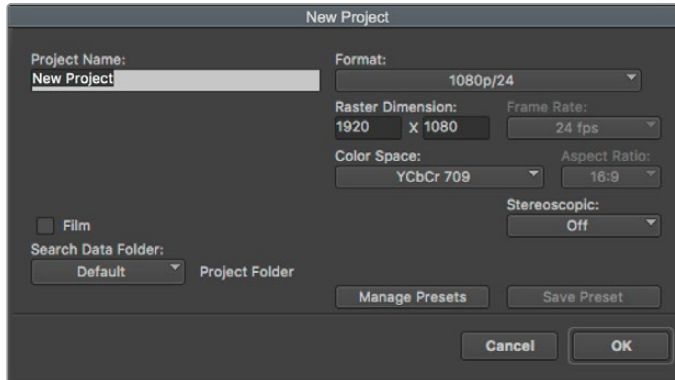 New Project
Project Name:
New Project
Format:
1080p/24
Raster Dimension:
Frame Rate:
1920 X 1080
24 fps
Color Space:
Aspect Ratio:
YCbCr 709
16:9
Stereoscopic:
Off
Film
Search Data Folder:
Default
Project Folder
Manage Presets
Save Preset
Cancel
OK